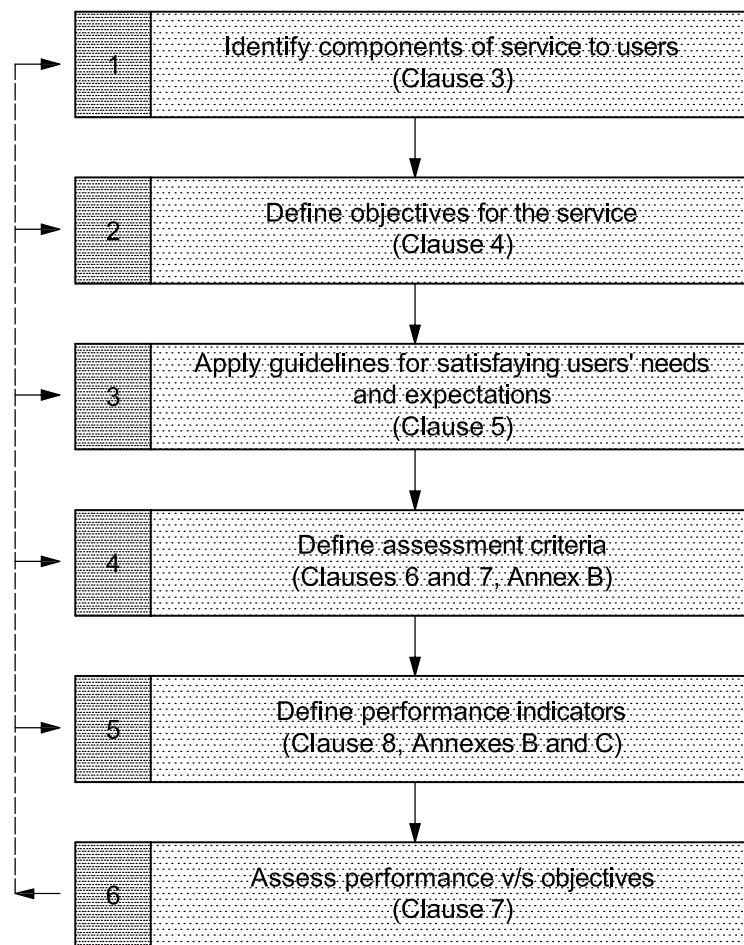 1
Identify components of service to users
(Clause 3)
2
Define objectives for the service
(Clause 4)
3
Apply guidelines for satisfaying users' needs
and expectations
(Clause 5)
4
Define assessment criteria
(Clauses 6 and 7, Annex B)
5
Define performance indicators
(Clause 8, Annexes B and C)
6
Assess performance v/s objectives
(Clause 7)